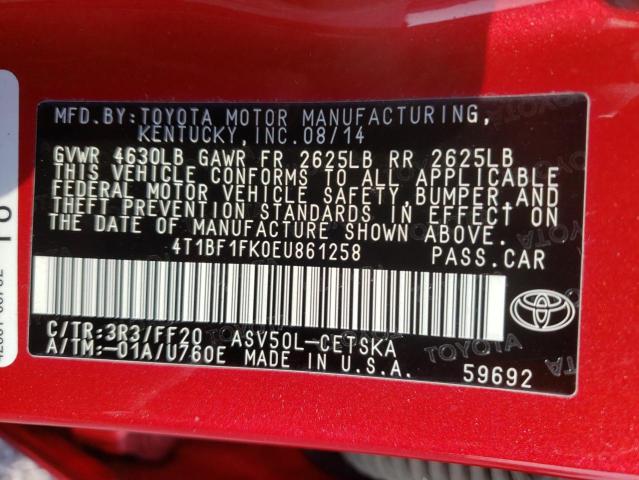 MFD.BY:TOYOTA MOTOR MANUFACTURING,
KENTUCKY, INC. 08/14
GVWR 4630LB GAWR FR 2625LB RR 2625LB
THIS VEHICLE CONFORMS TO ALL APPLICABLE
FEDERAL MOTOR VEHICLE SAFETY, BUMPER, AND
THEFT PREVENTION STANDARDS IN EFFECT ON
THE DATE OF MANUFACTURE SHOWN ABOVE.
4T1BF1FK0EU861258 PASS.CAR
C/TR:3R3/FF20 ASV50L-CETSKA
A/TM:-01A/U760E MADE IN U.S.A.
59692